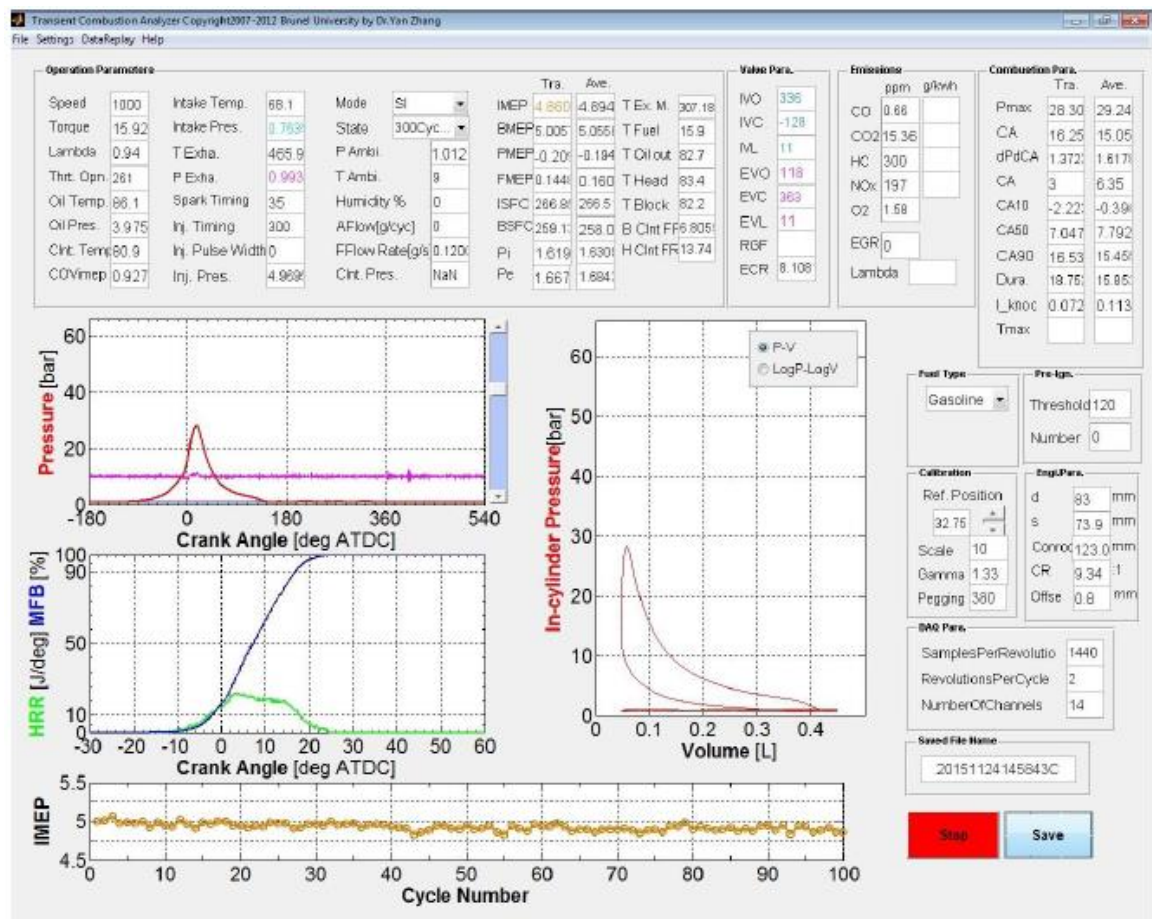 Transient Combustion Analyzer Copyright2007-2012 Brunel University by Dr.Yan Zhang
File Settings DataReplay Help
Operation Parameters
Speed 1000
Torque 15.92
Lambda 0.94
Thrt. Opn. 261
Oil Temp. 86.1
Oil Pres. 3.975
Clnt. Temp 80.9
COVimep 0.927
Intake Temp. 68.1
Intake Pres. 0.763
T Exha. 465.9
P Exha. 0.993
Spark Timing 35
Inj. Timing 300
Inj. Pulse Width 0
Inj. Pres. 4.969
Mode SI
State 300Cyc...
P Ambi. 1.012
T Ambi. 9
Humidity % 0
AFlow[g/cyc] 0
FFlow Rate[g/s 0.120
Clnt. Pres. NaN
Tra. Ave.
IMEP 4.860 4.894
BMEP 5.005 5.055
PMEP -0.20 -0.194
FMEP 0.144 0.160
ISFC 266.8 266.5
BSFC 259.1 258.0
Pi 1.619 1.630
Pe 1.667 1.684
T Ex. M. 307.18
T Fuel 15.9
T Oil out 82.7
T Head 83.4
T Block 82.2
B Clnt FF 6.805
H Clnt FF 13.74
Valve Para.
IVO 336
IVC -128
IVL 11
EVO 118
EVC 363
EVL 11
RGF
ECR 8.108
Emissions
ppm g/kwh
CO 0.66
CO2 15.36
HC 300
NOx 197
O2 1.58
EGR 0
Lambda
Combustion Para.
Tra. Ave.
Pmax 28.30 29.24
CA 16.25 15.05
dPdCA 1.372 1.617
CA 3 6.35
CA10 -2.22 -0.39
CA50 7.047 7.792
CA90 16.53 15.45
Dura. 18.75 15.85
I_knoc 0.072 0.113
Tmax
Pressure [bar]
60
40
20
0
-180 0 180 360 540
Crank Angle [deg ATDC]
HRR [J/deg] MFB [%]
100
90
50
10
0
-30 -20 -10 0 10 20 30 40 50 60
Crank Angle [deg ATDC]
In-cylinder Pressure[bar]
60
50
40
30
20
10
0
0 0.1 0.2 0.3 0.4
Volume [L]
P-V
LogP-LogV
Fuel Type
Gasoline
Pre-Ign.
Threshold 120
Number 0
Calibration
Ref. Position
32.75
Scale 10
Gamma 1.33
Pegging 380
Engi.Para.
d 83 mm
s 73.9 mm
Conroc 123.0 mm
CR 9.34 :1
Offse 0.8 mm
DAQ Para.
SamplesPerRevolutio 1440
RevolutionsPerCycle 2
NumberOfChannels 14
Saved File Name
20151124145843C
IMEP
5.5
5
4.5
0 10 20 30 40 50 60 70 80 90 100
Cycle Number
Stop
Save